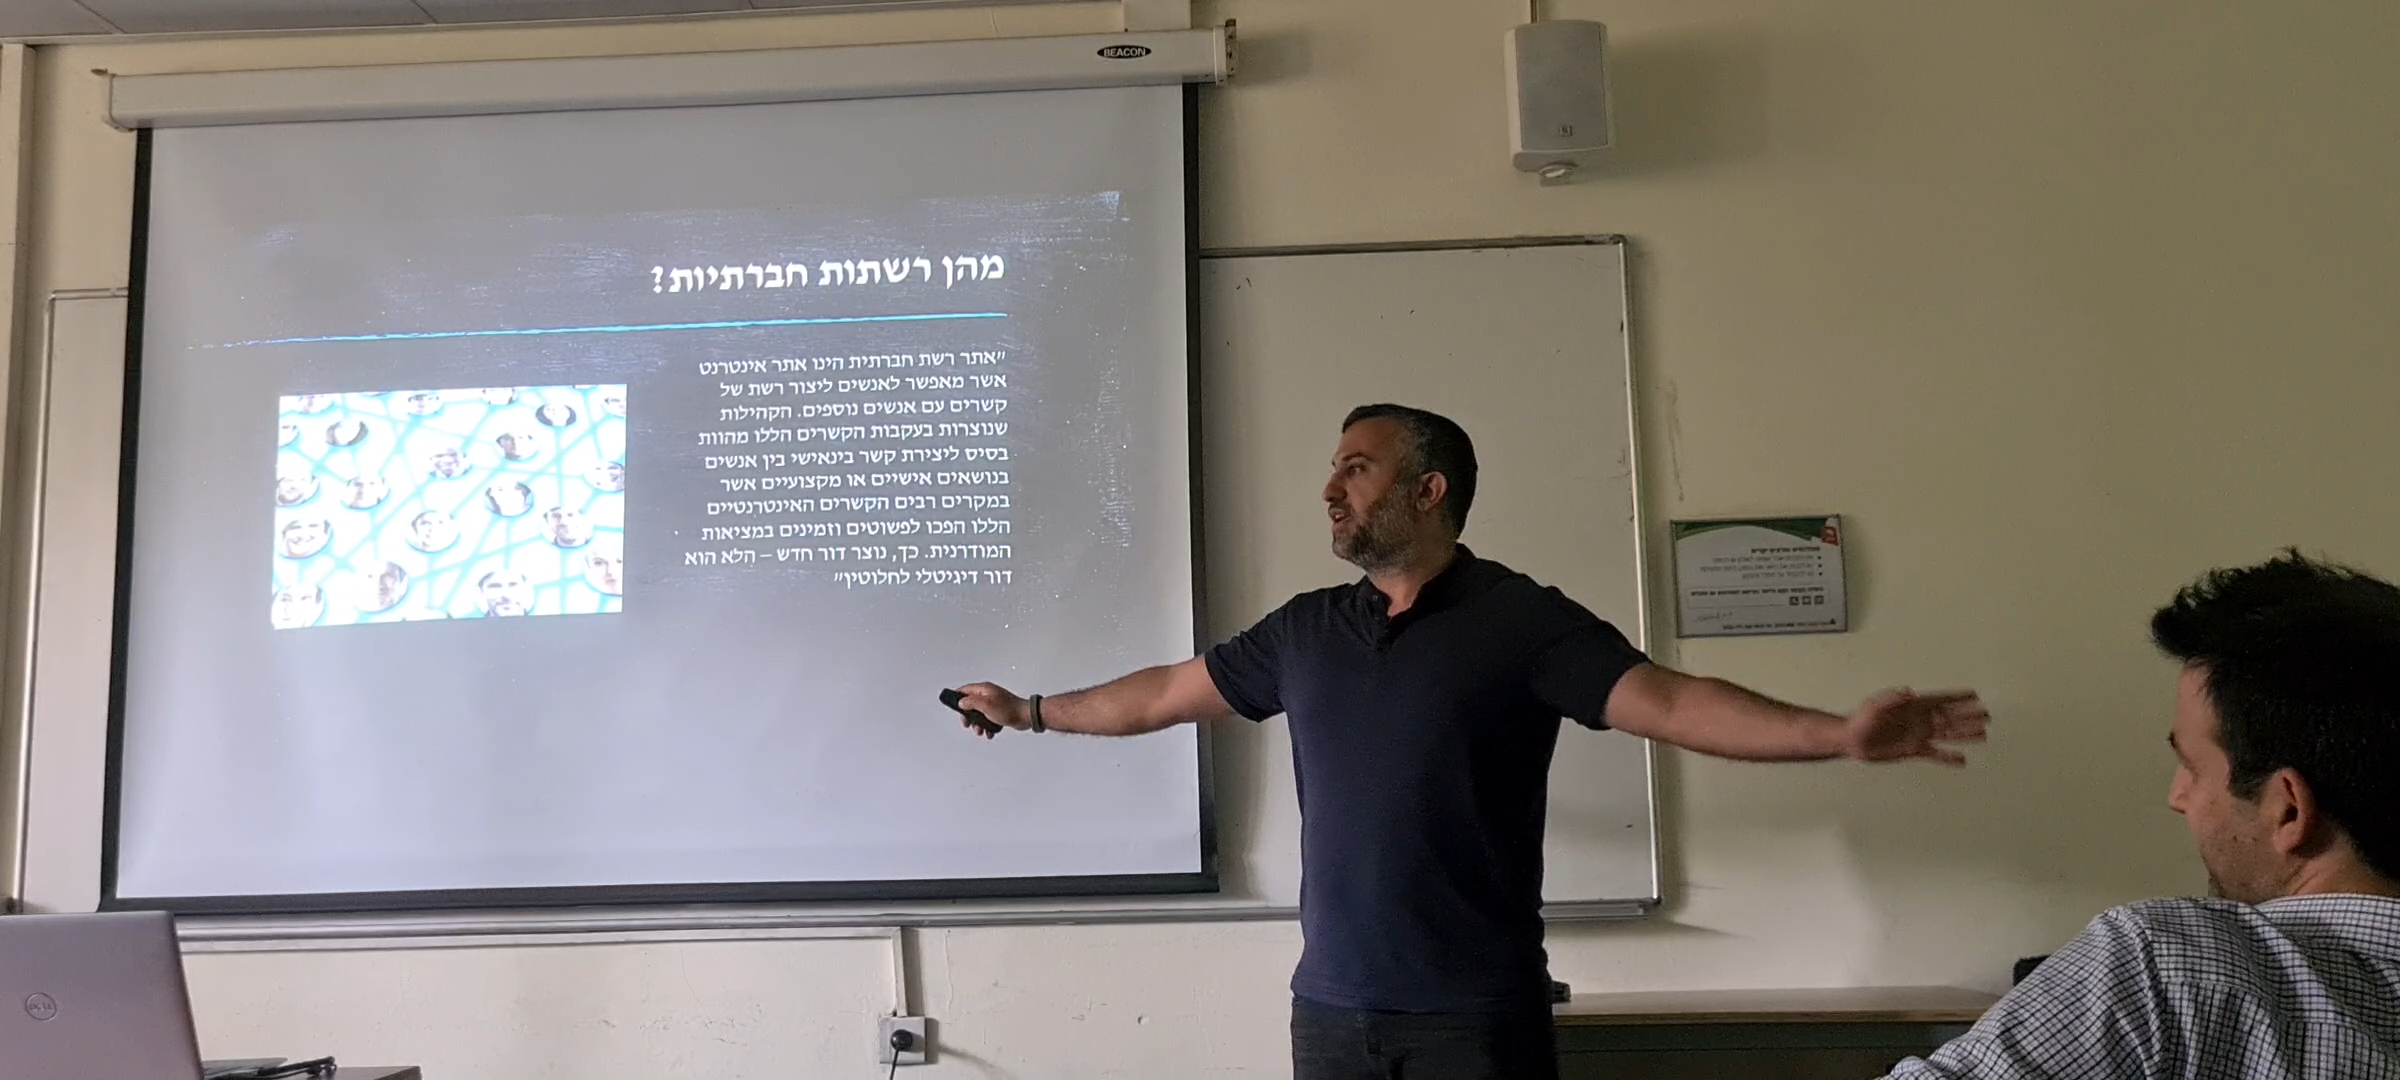 BEACON
מהן רשתות חברתיות?
״אתר רשת חברתית הינו אתר אינטרנט
אשר מאפשר לאנשים ליצור רשת של
קשרים עם אנשים נוספים. הקהילות
שנוצרות בעקבות הקשרים הללו מהוות
בסיס ליצירת קשר בינאישי בין אנשים
בנושאים אישיים או מקצועיים אשר
במקרים רבים הקשרים האינטרנטיים
הללו הפכו לפשוטים וזמינים במציאות
המודרנית. כך, נוצר דור חדש – הלא הוא
דור דיגיטלי לחלוטין״
DELL